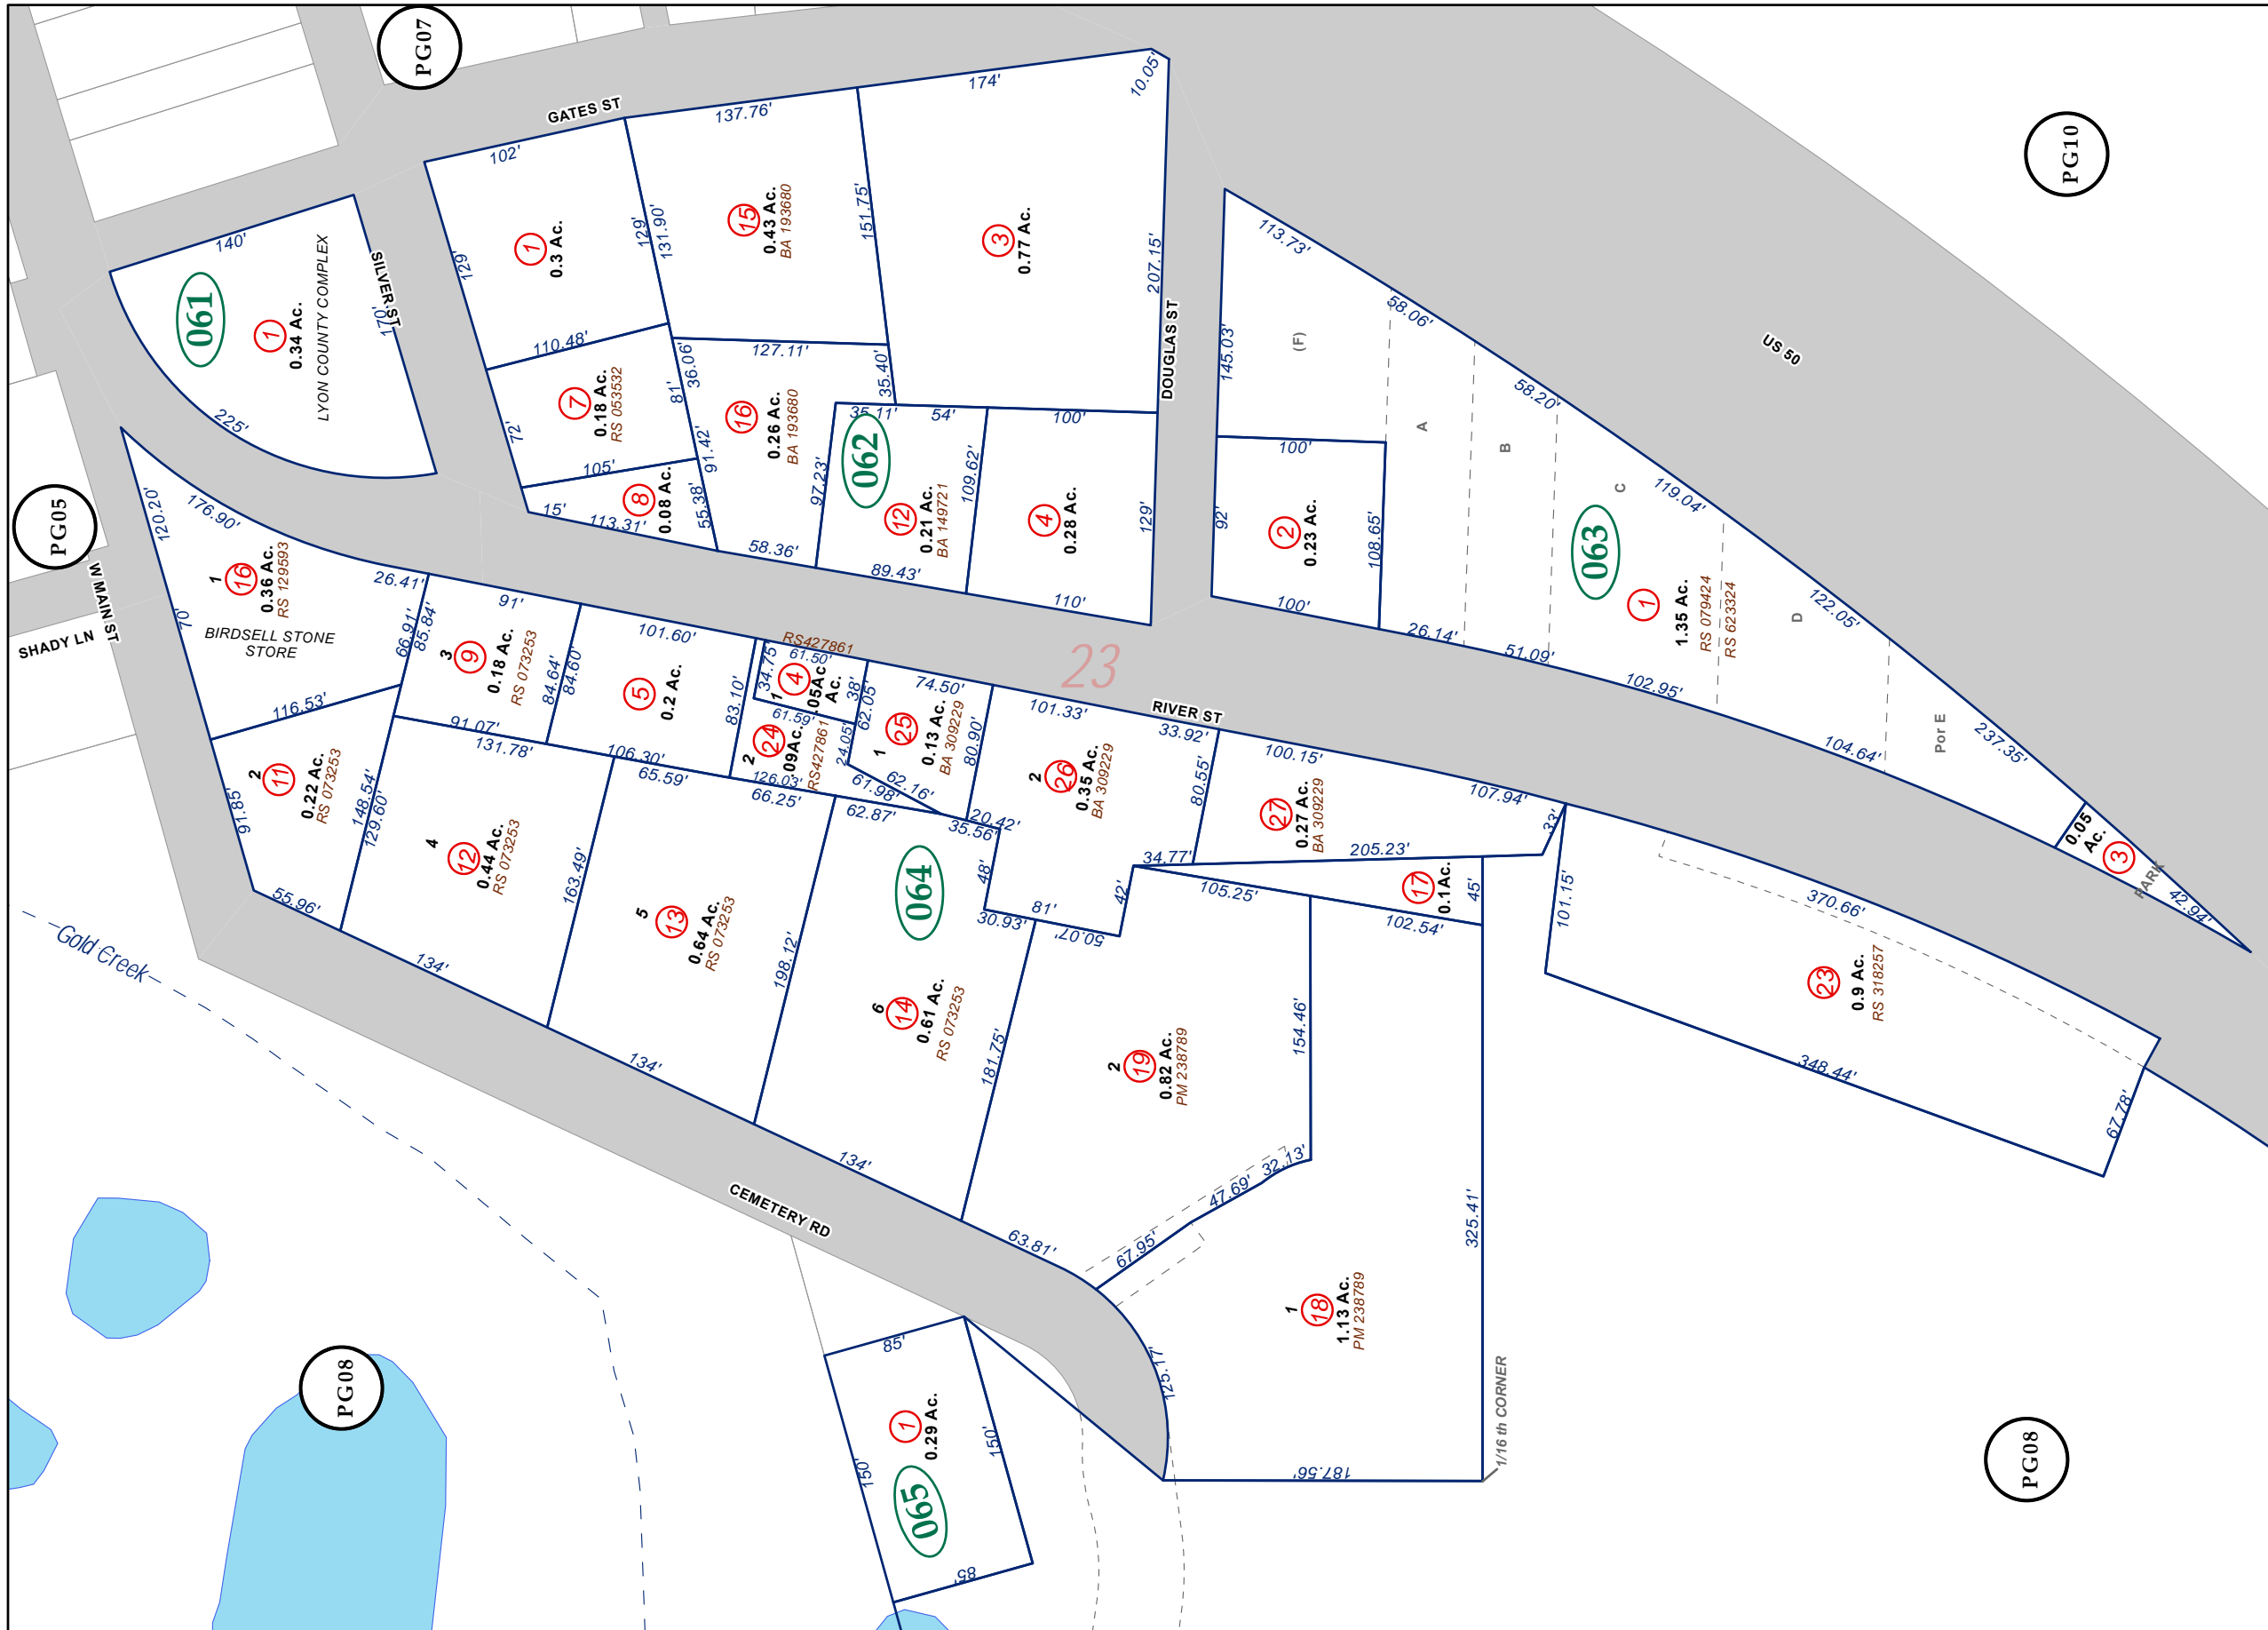 PG07
PG10
PG05
PG08
PG08
GATES ST
SILVER ST
DOUGLAS ST
US 50
W MAIN ST
SHADY LN
RIVER ST
CEMETERY RD
Gold Creek
23
1/16 th CORNER
061
140'
170'
225'
1
0.34 Ac.
LYON COUNTY COMPLEX
062
102'
129'
129'
110.48'
1
0.3 Ac.
137.76'
131.90'
151.75'
127.11'
15
0.43 Ac.
BA 193680
174'
10.05'
207.15'
3
0.77 Ac.
72'
81'
105'
7
0.18 Ac.
RS 053532
15'
113.31'
55.38'
8
0.08 Ac.
36.06'
91.42'
35.40'
97.23'
58.36'
16
0.26 Ac.
BA 193680
35.11'
54'
109.62'
89.43'
12
0.21 Ac.
BA 149721
100'
129'
110'
4
0.28 Ac.
063
113.73'
58.06'
58.20'
119.04'
122.05'
237.35'
145.03'
(F)
A
B
C
D
Por E
100'
92'
108.65'
100'
2
0.23 Ac.
26.14'
51.09'
102.95'
104.64'
1
1.35 Ac.
RS 079424
RS 623324
0.05
Ac.
3
PARK
42.94'
064
120.20'
176.90'
70'
26.41'
66.91'
85.84'
1
16
0.36 Ac.
RS 129593
BIRDSELL STONE
STORE
116.53'
91.85'
148.54'
129.60'
55.96'
2
11
0.22 Ac.
RS 073253
91'
84.64'
84.60'
91.07'
3
9
0.18 Ac.
RS 073253
101.60'
83.10'
106.30'
5
0.2 Ac.
RS427861
61.50'
34.75'
38'
61.59'
1
4
.05Ac
Ac.
24.05'
126.03'
61.98'
2
24
09Ac.
RS427861
74.50'
62.05'
62.16'
80.90'
1
25
0.13 Ac.
BA 309229
101.33'
33.92'
80.55'
34.77'
20.42'
48'
81'
42'
2
26
0.35 Ac.
BA 309229
100.15'
107.94'
33'
205.23'
27
0.27 Ac.
BA 309229
105.25'
102.54'
45'
17
0.1Ac.
131.78'
163.49'
134'
4
12
0.44 Ac.
RS 073253
65.59'
66.25'
198.12'
134'
5
13
0.64 Ac.
RS 073253
62.87'
35.56'
30.93'
181.75'
134'
6
14
0.61 Ac.
RS 073253
50.07'
154.46'
32.13'
47.69'
67.95'
63.81'
2
19
0.82 Ac.
PM 238789
325.41'
125.17'
187.56'
1
18
1.13 Ac.
PM 238789
101.15'
370.66'
348.44'
67.78'
23
0.9 Ac.
RS 318257
065
85'
150'
150'
85'
1
0.29 Ac.